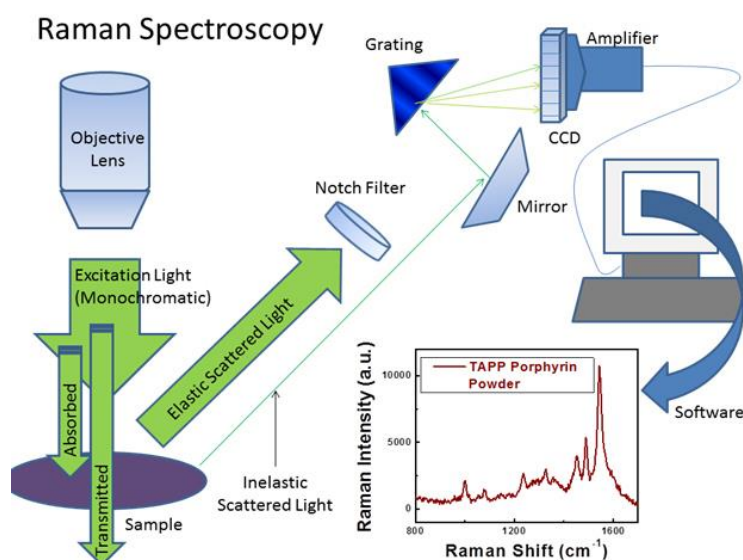 Raman Spectroscopy
Grating
Amplifier
Objective
Lens
CCD
Notch Filter
Mirror
Excitation Light
(Monochromatic)
Elastic Scattered Light
Absorbed
Transmitted
Sample
Inelastic
Scattered Light
Software
TAPP Porphyrin
Powder
Raman Intensity (a.u.)
10000
5000
0
800
1200
1600
Raman Shift (cm⁻¹)